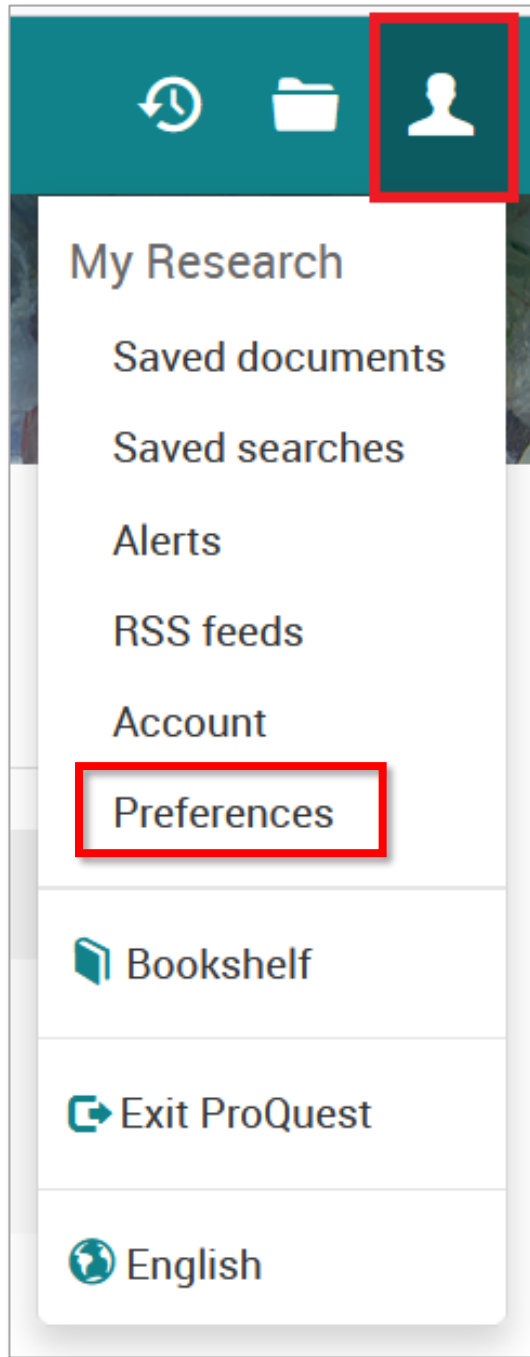 My Research
Saved documents
Saved searches
Alerts
RSS feeds
Account
Preferences
Bookshelf
Exit ProQuest
English